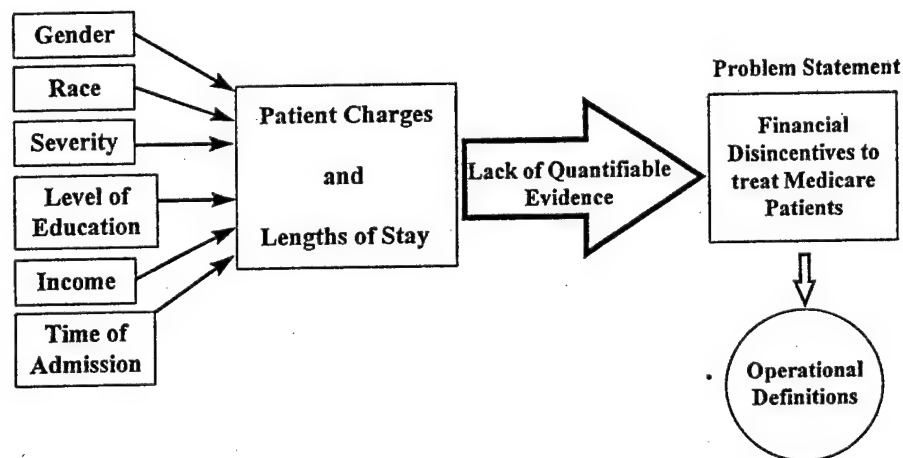 Gender
Race
Severity
Level of
Education
Income
Time of
Admission
Patient Charges
and
Lengths of Stay
Lack of Quantifiable
Evidence
Problem Statement
Financial
Disincentives to
treat Medicare
Patients
Operational
Definitions